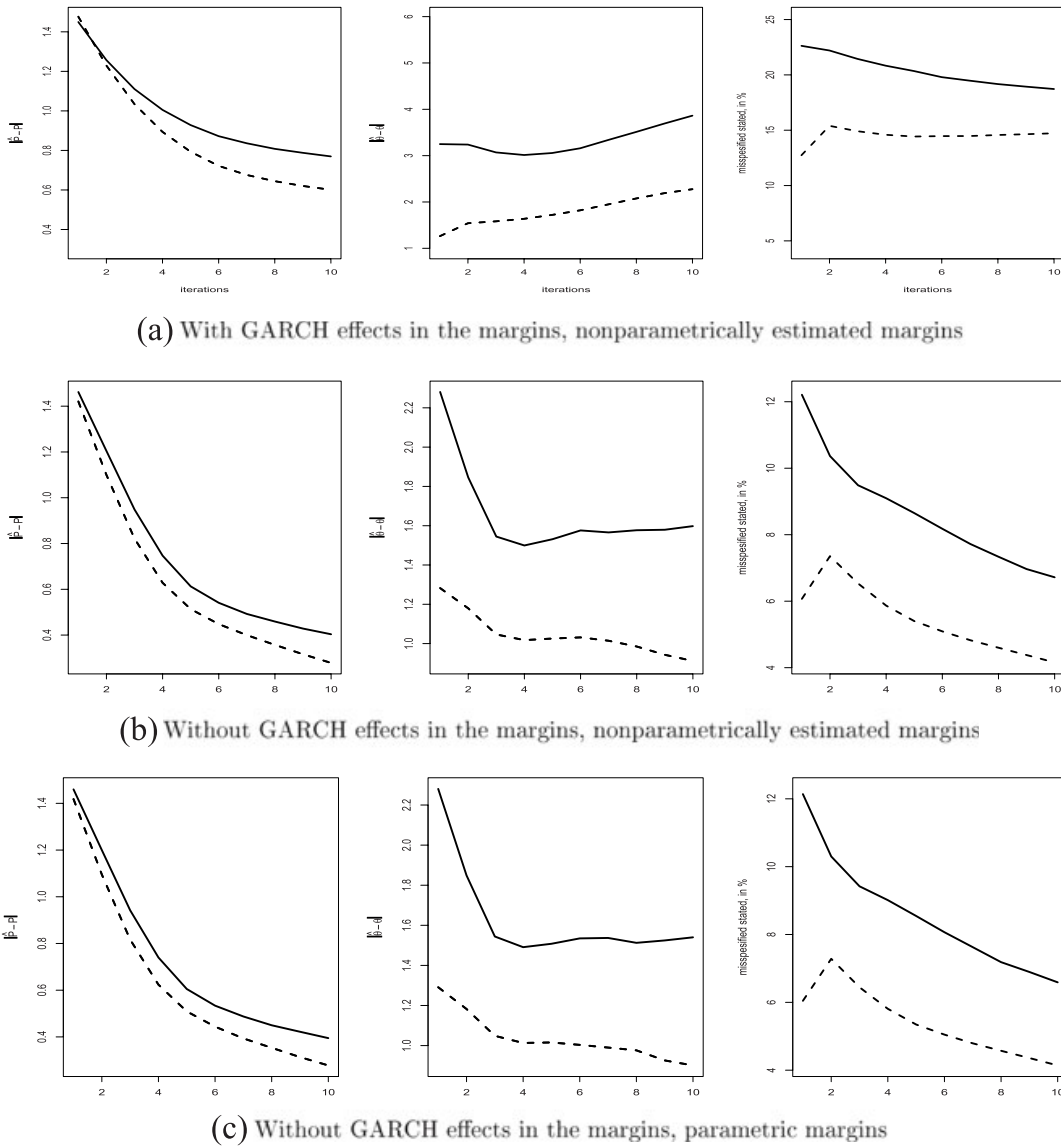 1.4
1.2
1.0
0.8
0.6
0.4
|P̂−P|
2 4 6 8 10
iterations
6
5
4
3
2
1
|θ̂−θ|
2 4 6 8 10
iterations
25
20
15
10
5
misspesified stated, in %
2 4 6 8 10
iterations
(a) With GARCH effects in the margins, nonparametrically estimated margins
1.4
1.2
1.0
0.8
0.6
0.4
|P̂−P|
2 4 6 8 10
2.2
2.0
1.8
1.6
1.4
1.2
1.0
|θ̂−θ|
2 4 6 8 10
12
10
8
6
4
misspesified stated, in %
2 4 6 8 10
(b) Without GARCH effects in the margins, nonparametrically estimated margins
1.4
1.2
1.0
0.8
0.6
0.4
|P̂−P|
2 4 6 8 10
2.2
2.0
1.8
1.6
1.4
1.2
1.0
|θ̂−θ|
2 4 6 8 10
12
10
8
6
4
misspesified stated, in %
2 4 6 8 10
(c) Without GARCH effects in the margins, parametric margins